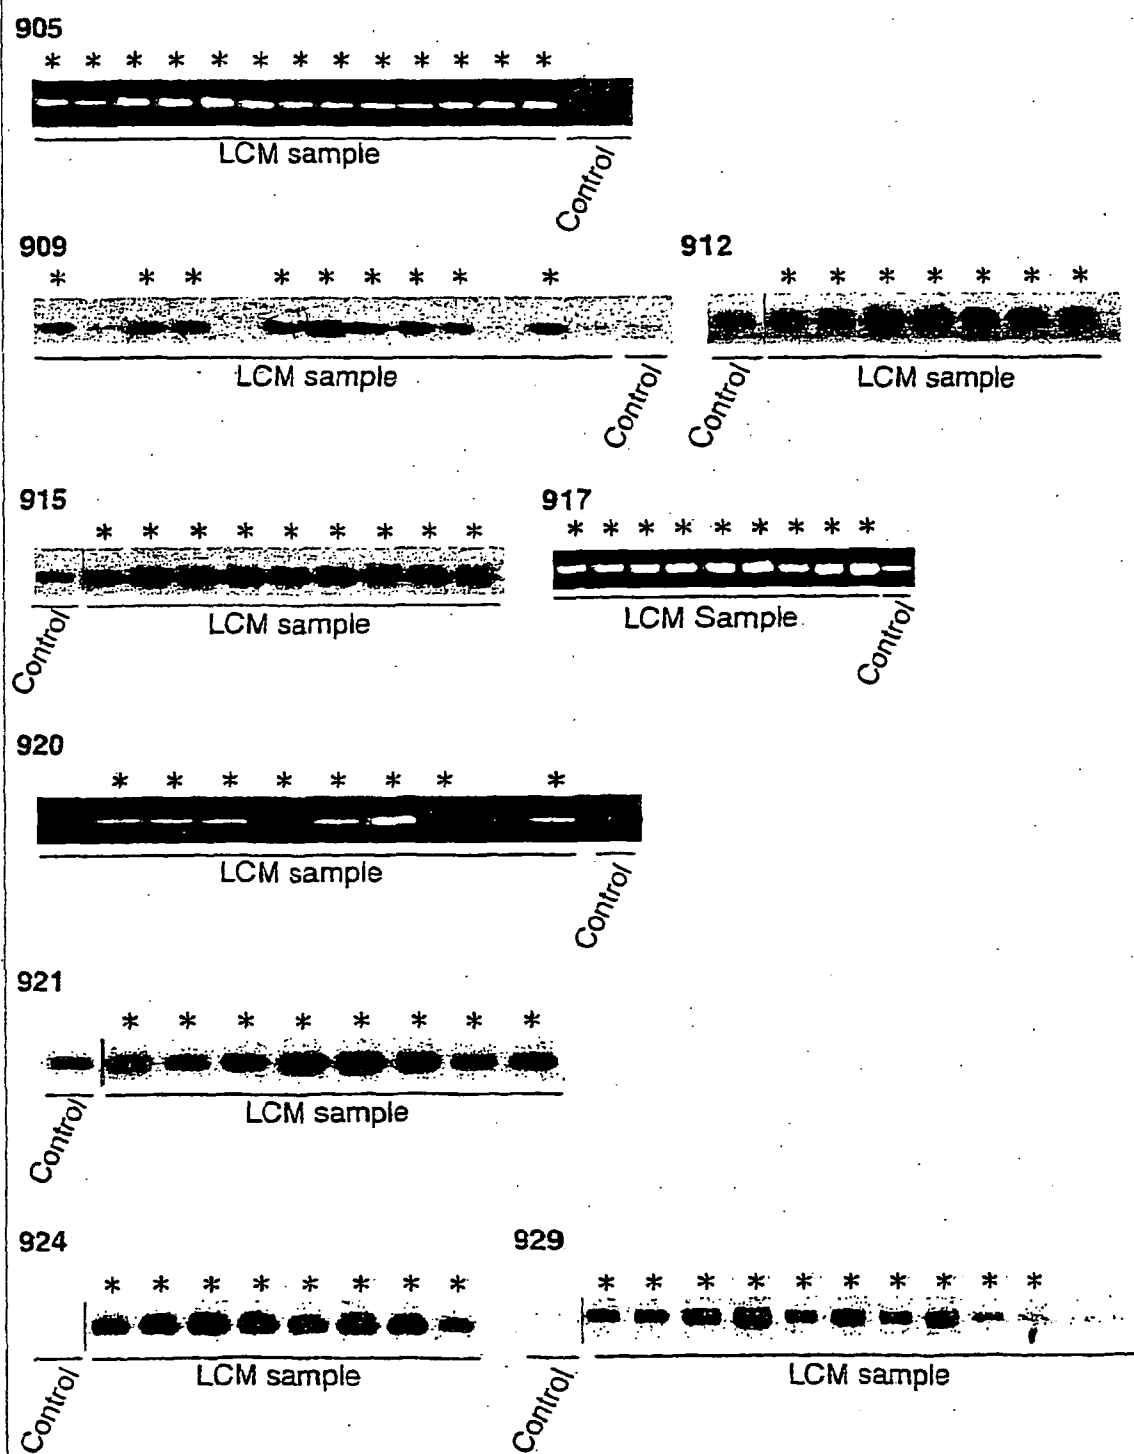 905
* * * * * * * * * * * * *
LCM sample
Control
909
* * * * * * * * *
LCM sample
Control
912
* * * * * * *
Control
LCM sample
915
* * * * * * * * *
Control
LCM sample
917
* * * * * * * * *
LCM Sample
Control
920
* * * * * * * *
LCM sample
Control
921
* * * * * * * *
Control
LCM sample
924
* * * * * * * *
Control
LCM sample
929
* * * * * * * * * *
Control
LCM sample